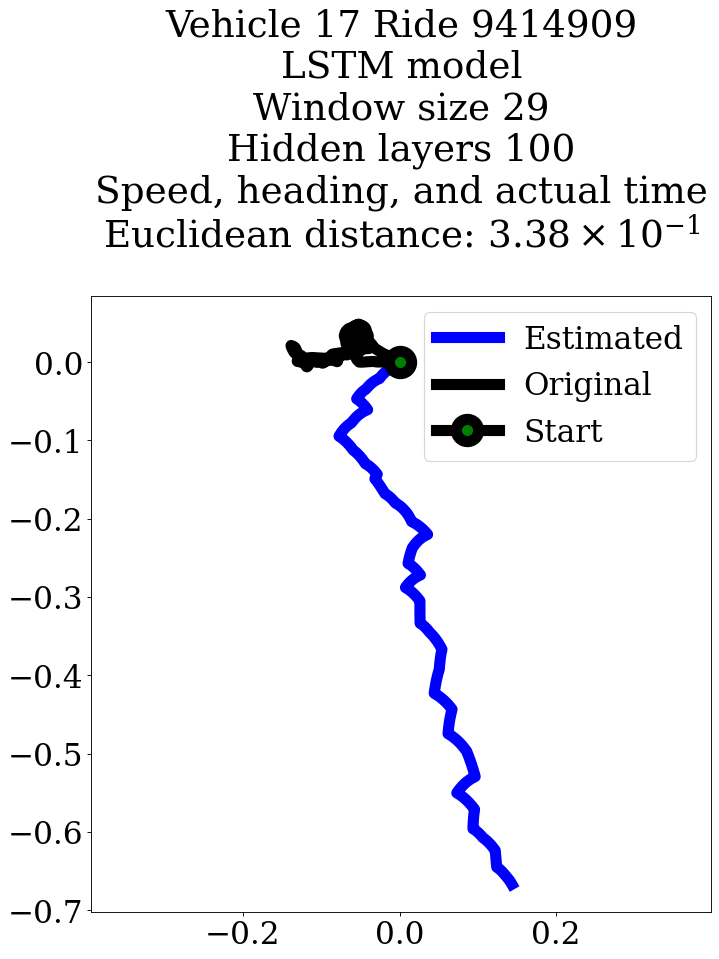 Vehicle 17 Ride 9414909
LSTM model
Window size 29
Hidden layers 100
Speed, heading, and actual time
Euclidean distance: 3.38 × 10⁻¹
Estimated
Original
Start
0.0
−0.1
−0.2
−0.3
−0.4
−0.5
−0.6
−0.7
−0.2 0.0 0.2